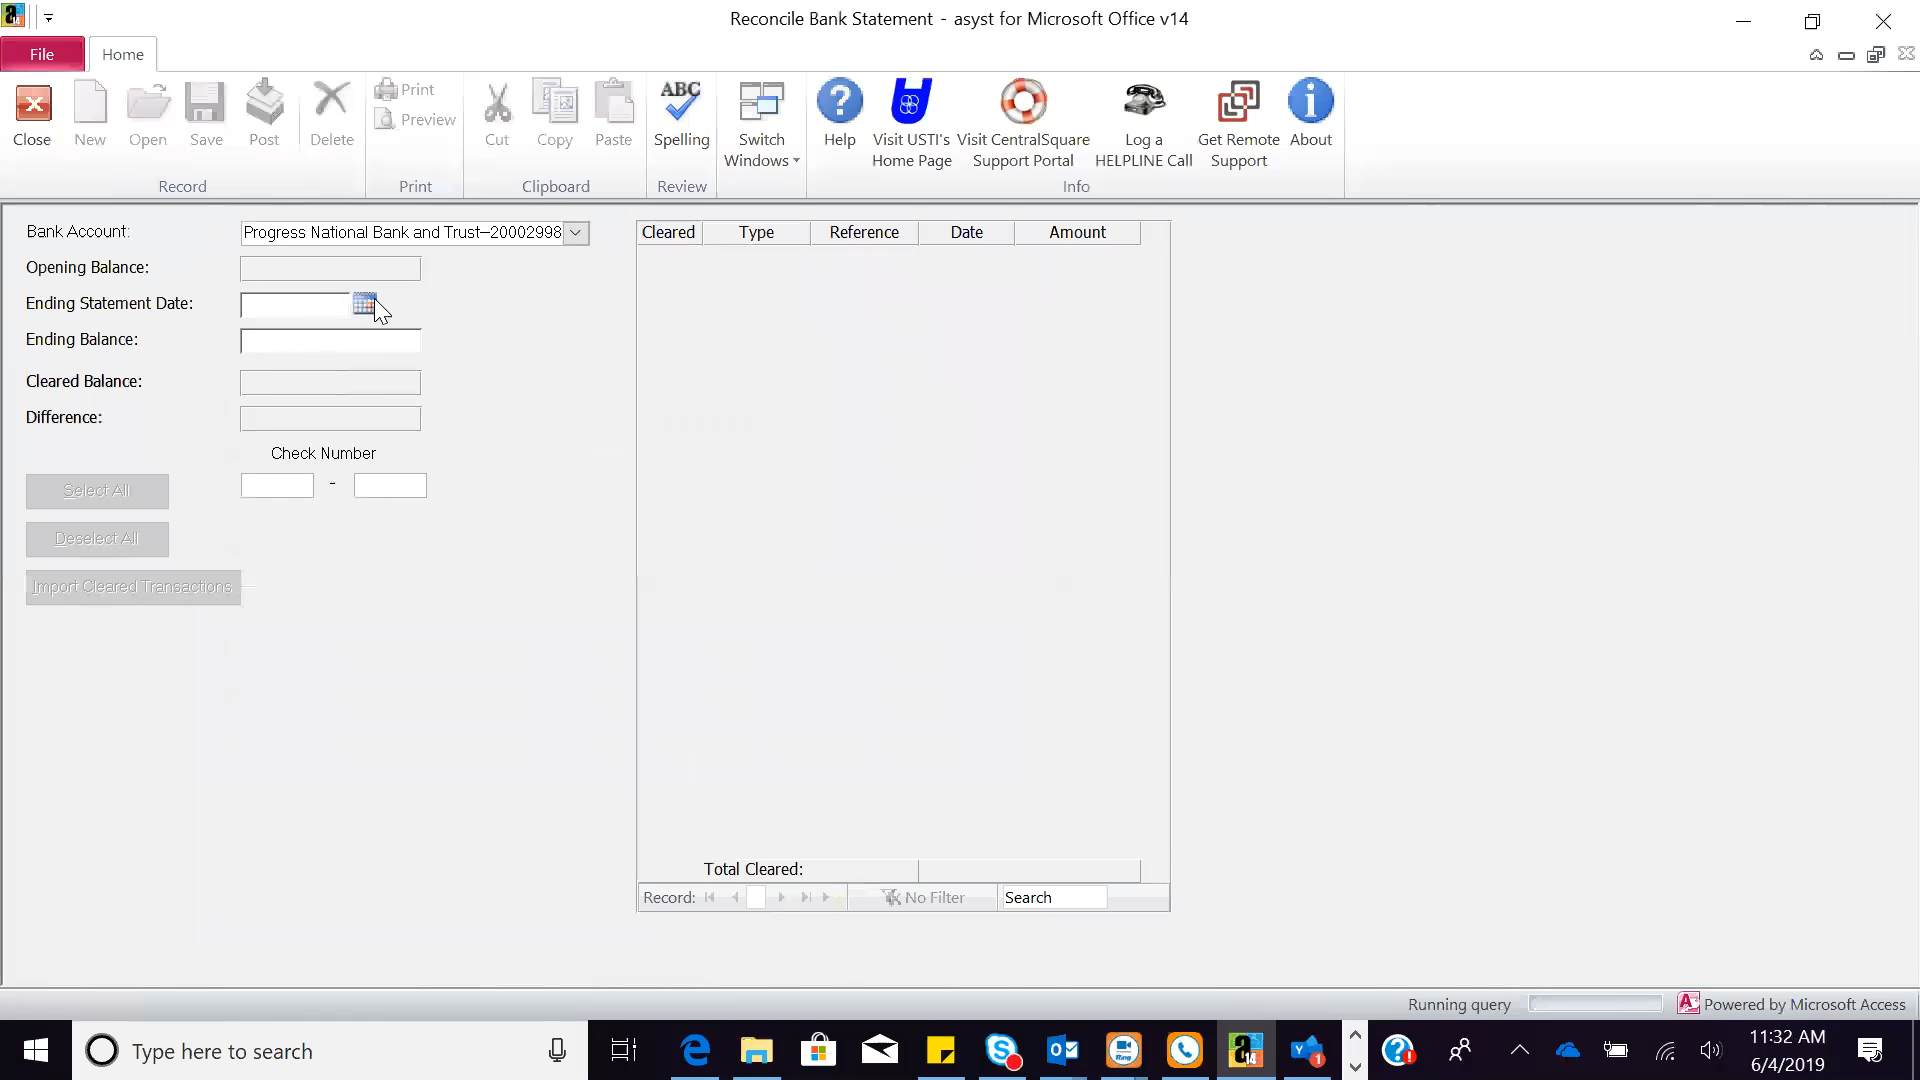 Reconcile Bank Statement - asyst for Microsoft Office v14
File Home
Close New Open Save Post Delete
Print
Preview
Cut Copy Paste
ABC
Spelling
Switch Windows
Help
Visit USTI's Home Page
Visit CentralSquare Support Portal
Log a HELPLINE Call
Get Remote Support
About
Record Print Clipboard Review Info
Bank Account: Progress National Bank and Trust--20002998
Opening Balance:
Ending Statement Date:
Ending Balance:
Cleared Balance:
Difference:
Check Number
-
Select All
Deselect All
Import Cleared Transactions
Cleared Type Reference Date Amount
Total Cleared:
Record: No Filter Search
Running query Powered by Microsoft Access
Type here to search
11:32 AM
6/4/2019